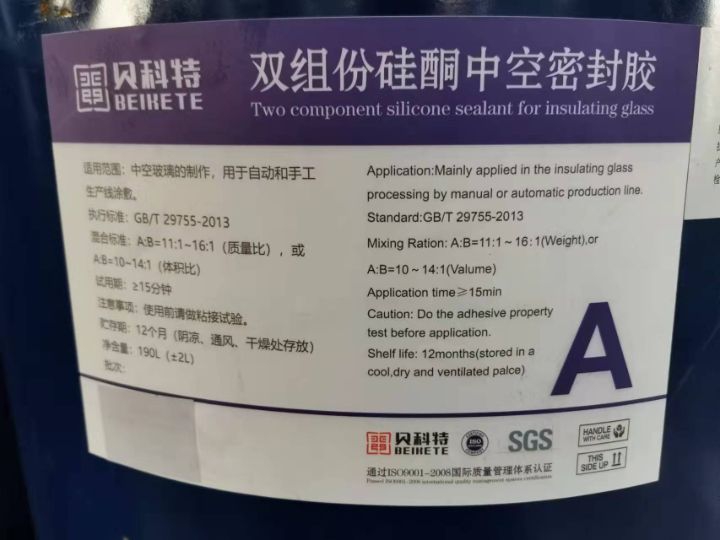 贝科特
BEIKETE
双组份硅酮中空密封胶
Two component silicone sealant for insulating glass
适用范围：中空玻璃的制作，用于自动和手工
生产线涂敷。
执行标准：GB/T 29755-2013
混合标准：A:B=11:1~16:1（质量比），或
A:B=10~14:1（体积比）
试用期：≥15分钟
注意事项：使用前请做粘接试验。
贮存期：12个月（阴凉、通风、干燥处存放）
净含量：190L（±2L）
批次：
Application:Mainly applied in the insulating glass
processing by manual or automatic production line.
Standard:GB/T 29755-2013
Mixing Ration: A:B=11:1~16:1(Weight),or
A:B=10~14:1(Valume)
Application time≥15min
Caution: Do the adhesive property
test before application.
Shelf life: 12months(stored in a
cool,dry and ventilated palce)
A
贝科特
BEIKETE
ISO
SGS
HANDLE
WITH CARE
THIS
SIDE UP
通过ISO9001-2008国际质量管理体系认证
Passed ISO9001-2008 international quality management system certification